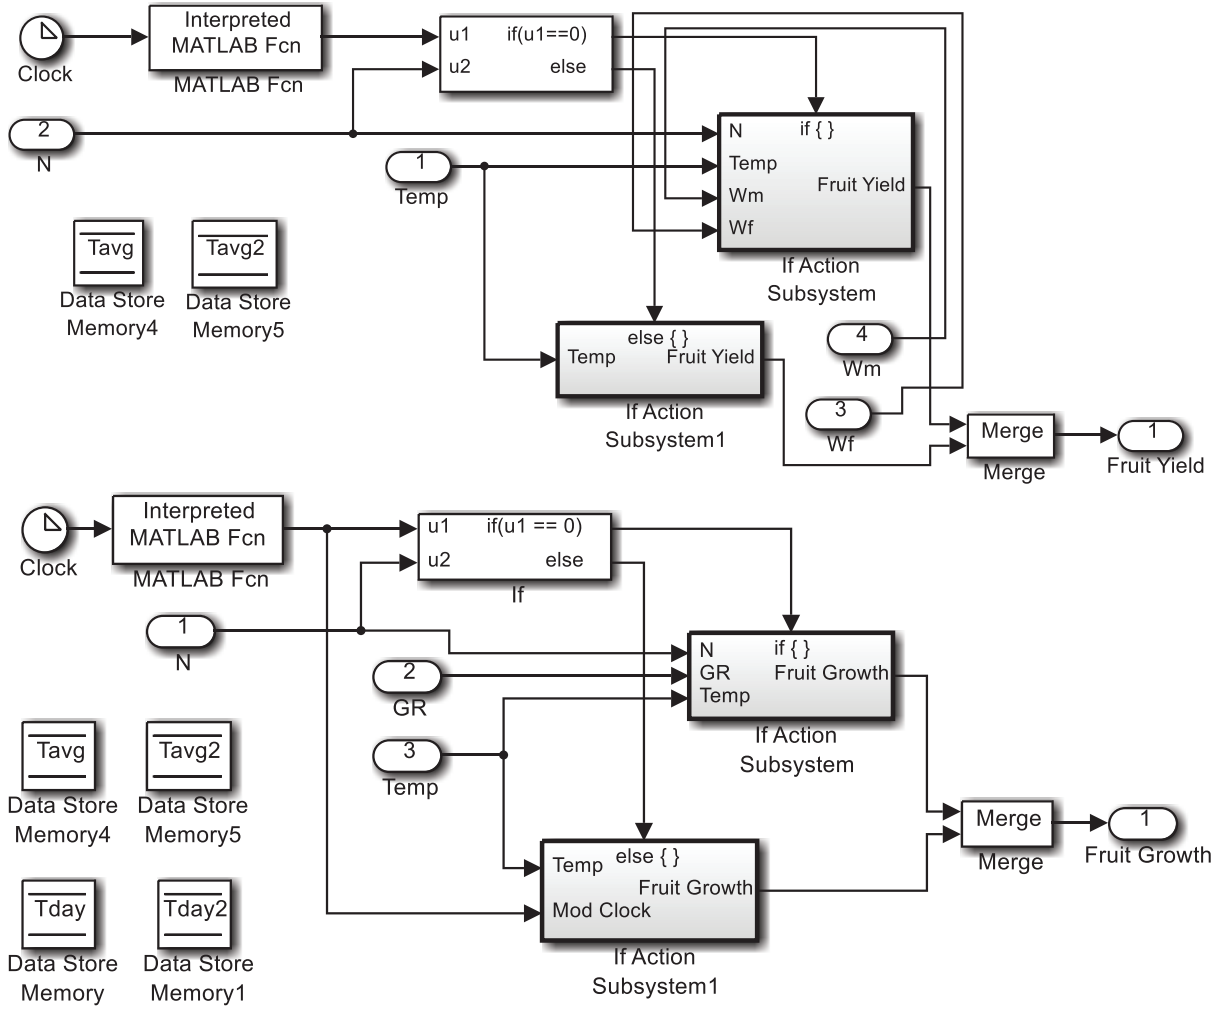 Clock
Interpreted
MATLAB Fcn
MATLAB Fcn
u1 if(u1==0)
u2 else
2
N
1
Temp
if { }
N
Temp
Wm
Wf
Fruit Yield
If Action
Subsystem
Tavg
Data Store
Memory4
Tavg2
Data Store
Memory5
else { }
Temp Fruit Yield
If Action
Subsystem1
4
Wm
3
Wf
Merge
Merge
1
Fruit Yield
Clock
Interpreted
MATLAB Fcn
MATLAB Fcn
u1 if(u1 == 0)
u2 else
If
1
N
2
GR
3
Temp
N if { }
GR Fruit Growth
Temp
If Action
Subsystem
Tavg
Data Store
Memory4
Tavg2
Data Store
Memory5
Tday
Data Store
Memory
Tday2
Data Store
Memory1
else { }
Temp
Fruit Growth
Mod Clock
If Action
Subsystem1
Merge
Merge
1
Fruit Growth